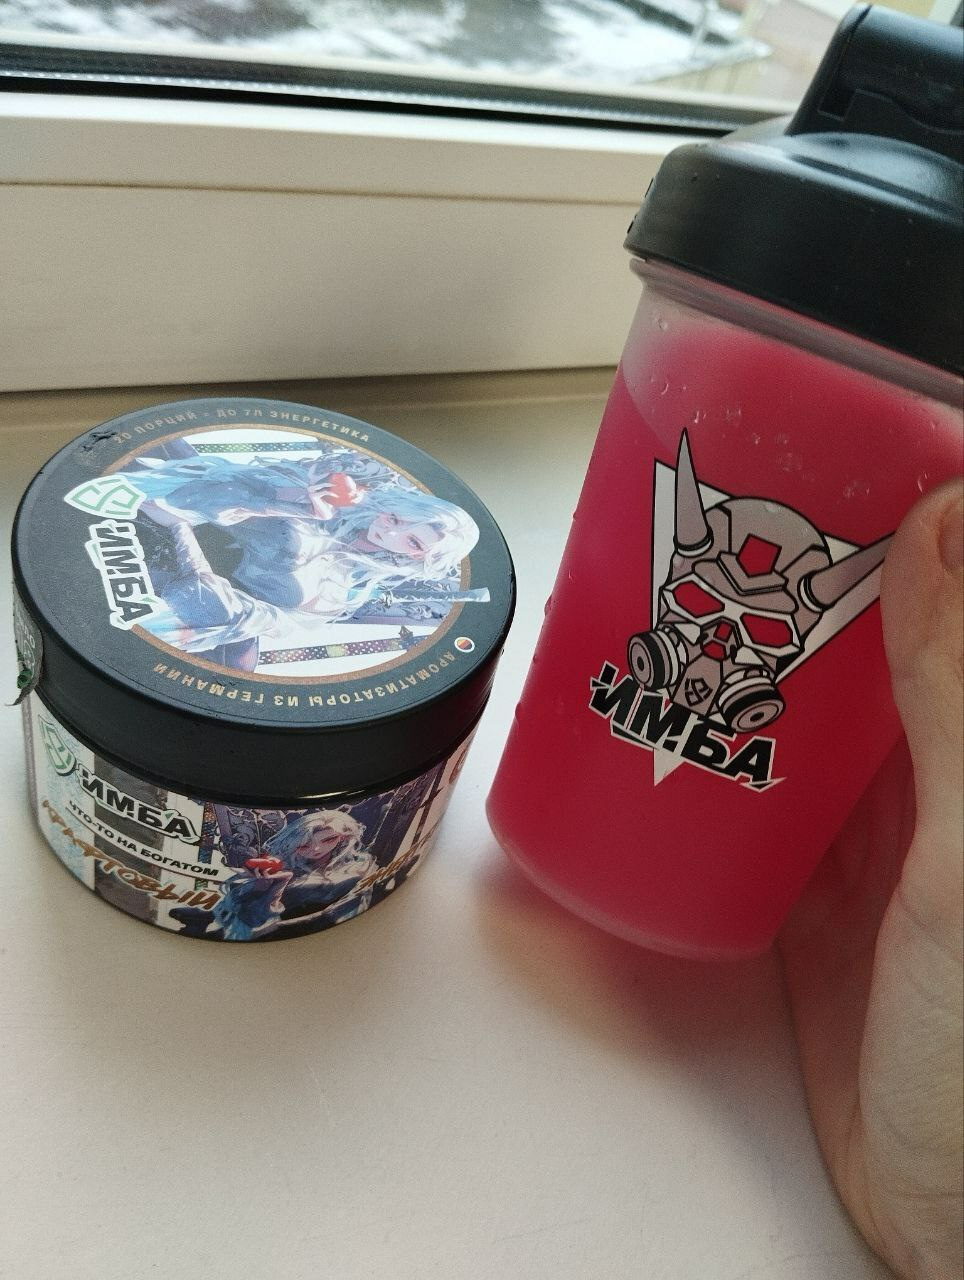 20 ПОРЦИЙ = ДО 7Л ЭНЕРГЕТИКА
ИМБА
АРОМАТИЗАТОРЫ ИЗ ГЕРМАНИИ
ИМБА
ЧТО-ТО НА БОГАТОМ
ИМБА